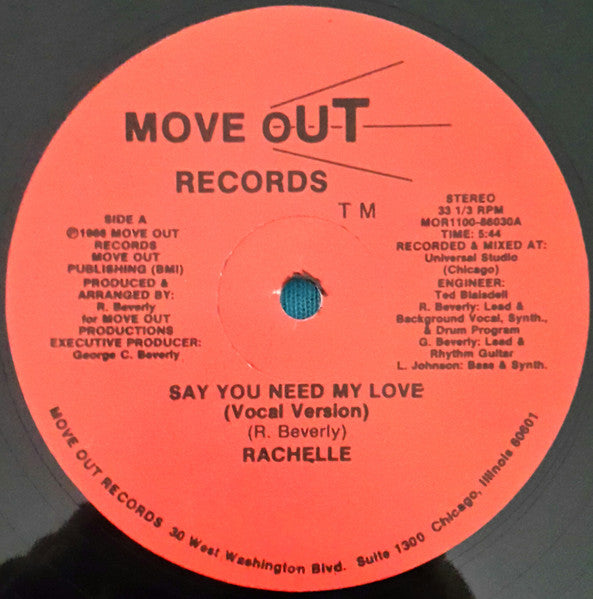 MOVE OUT
RECORDS
TM
SIDE A
℗1986 MOVE OUT
RECORDS
MOVE OUT
PUBLISHING (BMI)
PRODUCED &
ARRANGED BY:
R. Beverly
for MOVE OUT
PRODUCTIONS
EXECUTIVE PRODUCER:
George C. Beverly
STEREO
33 1/3 RPM
MOR1100-86030A
TIME: 5:44
RECORDED & MIXED AT:
Universal Studio
(Chicago)
ENGINEER:
Ted Blaisdell
R. Beverly: Lead &
Background Vocal, Synth.,
& Drum Program
G. Beverly: Lead &
Rhythm Guitar
L. Johnson: Bass & Synth.
SAY YOU NEED MY LOVE
(Vocal Version)
(R. Beverly)
RACHELLE
MOVE OUT RECORDS 30 West Washington Blvd. Suite 1300 Chicago, Illinois 60601